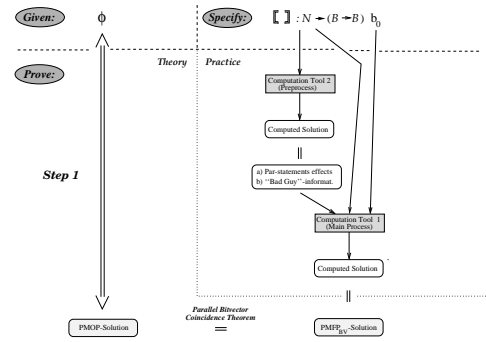 Given:
ϕ
Specify:
[[ ]] : N → (B → B) b0
Theory
Practice
Prove:
Computation Tool 2
(Preprocess)
Computed Solution
=
a) Par-statements effects
b) "Bad Guy"-informat.
Step 1
Computation Tool 1
(Main Process)
Computed Solution
=
Parallel Bitvector
Coincidence Theorem
=
PMOP-Solution
PMFPBV-Solution